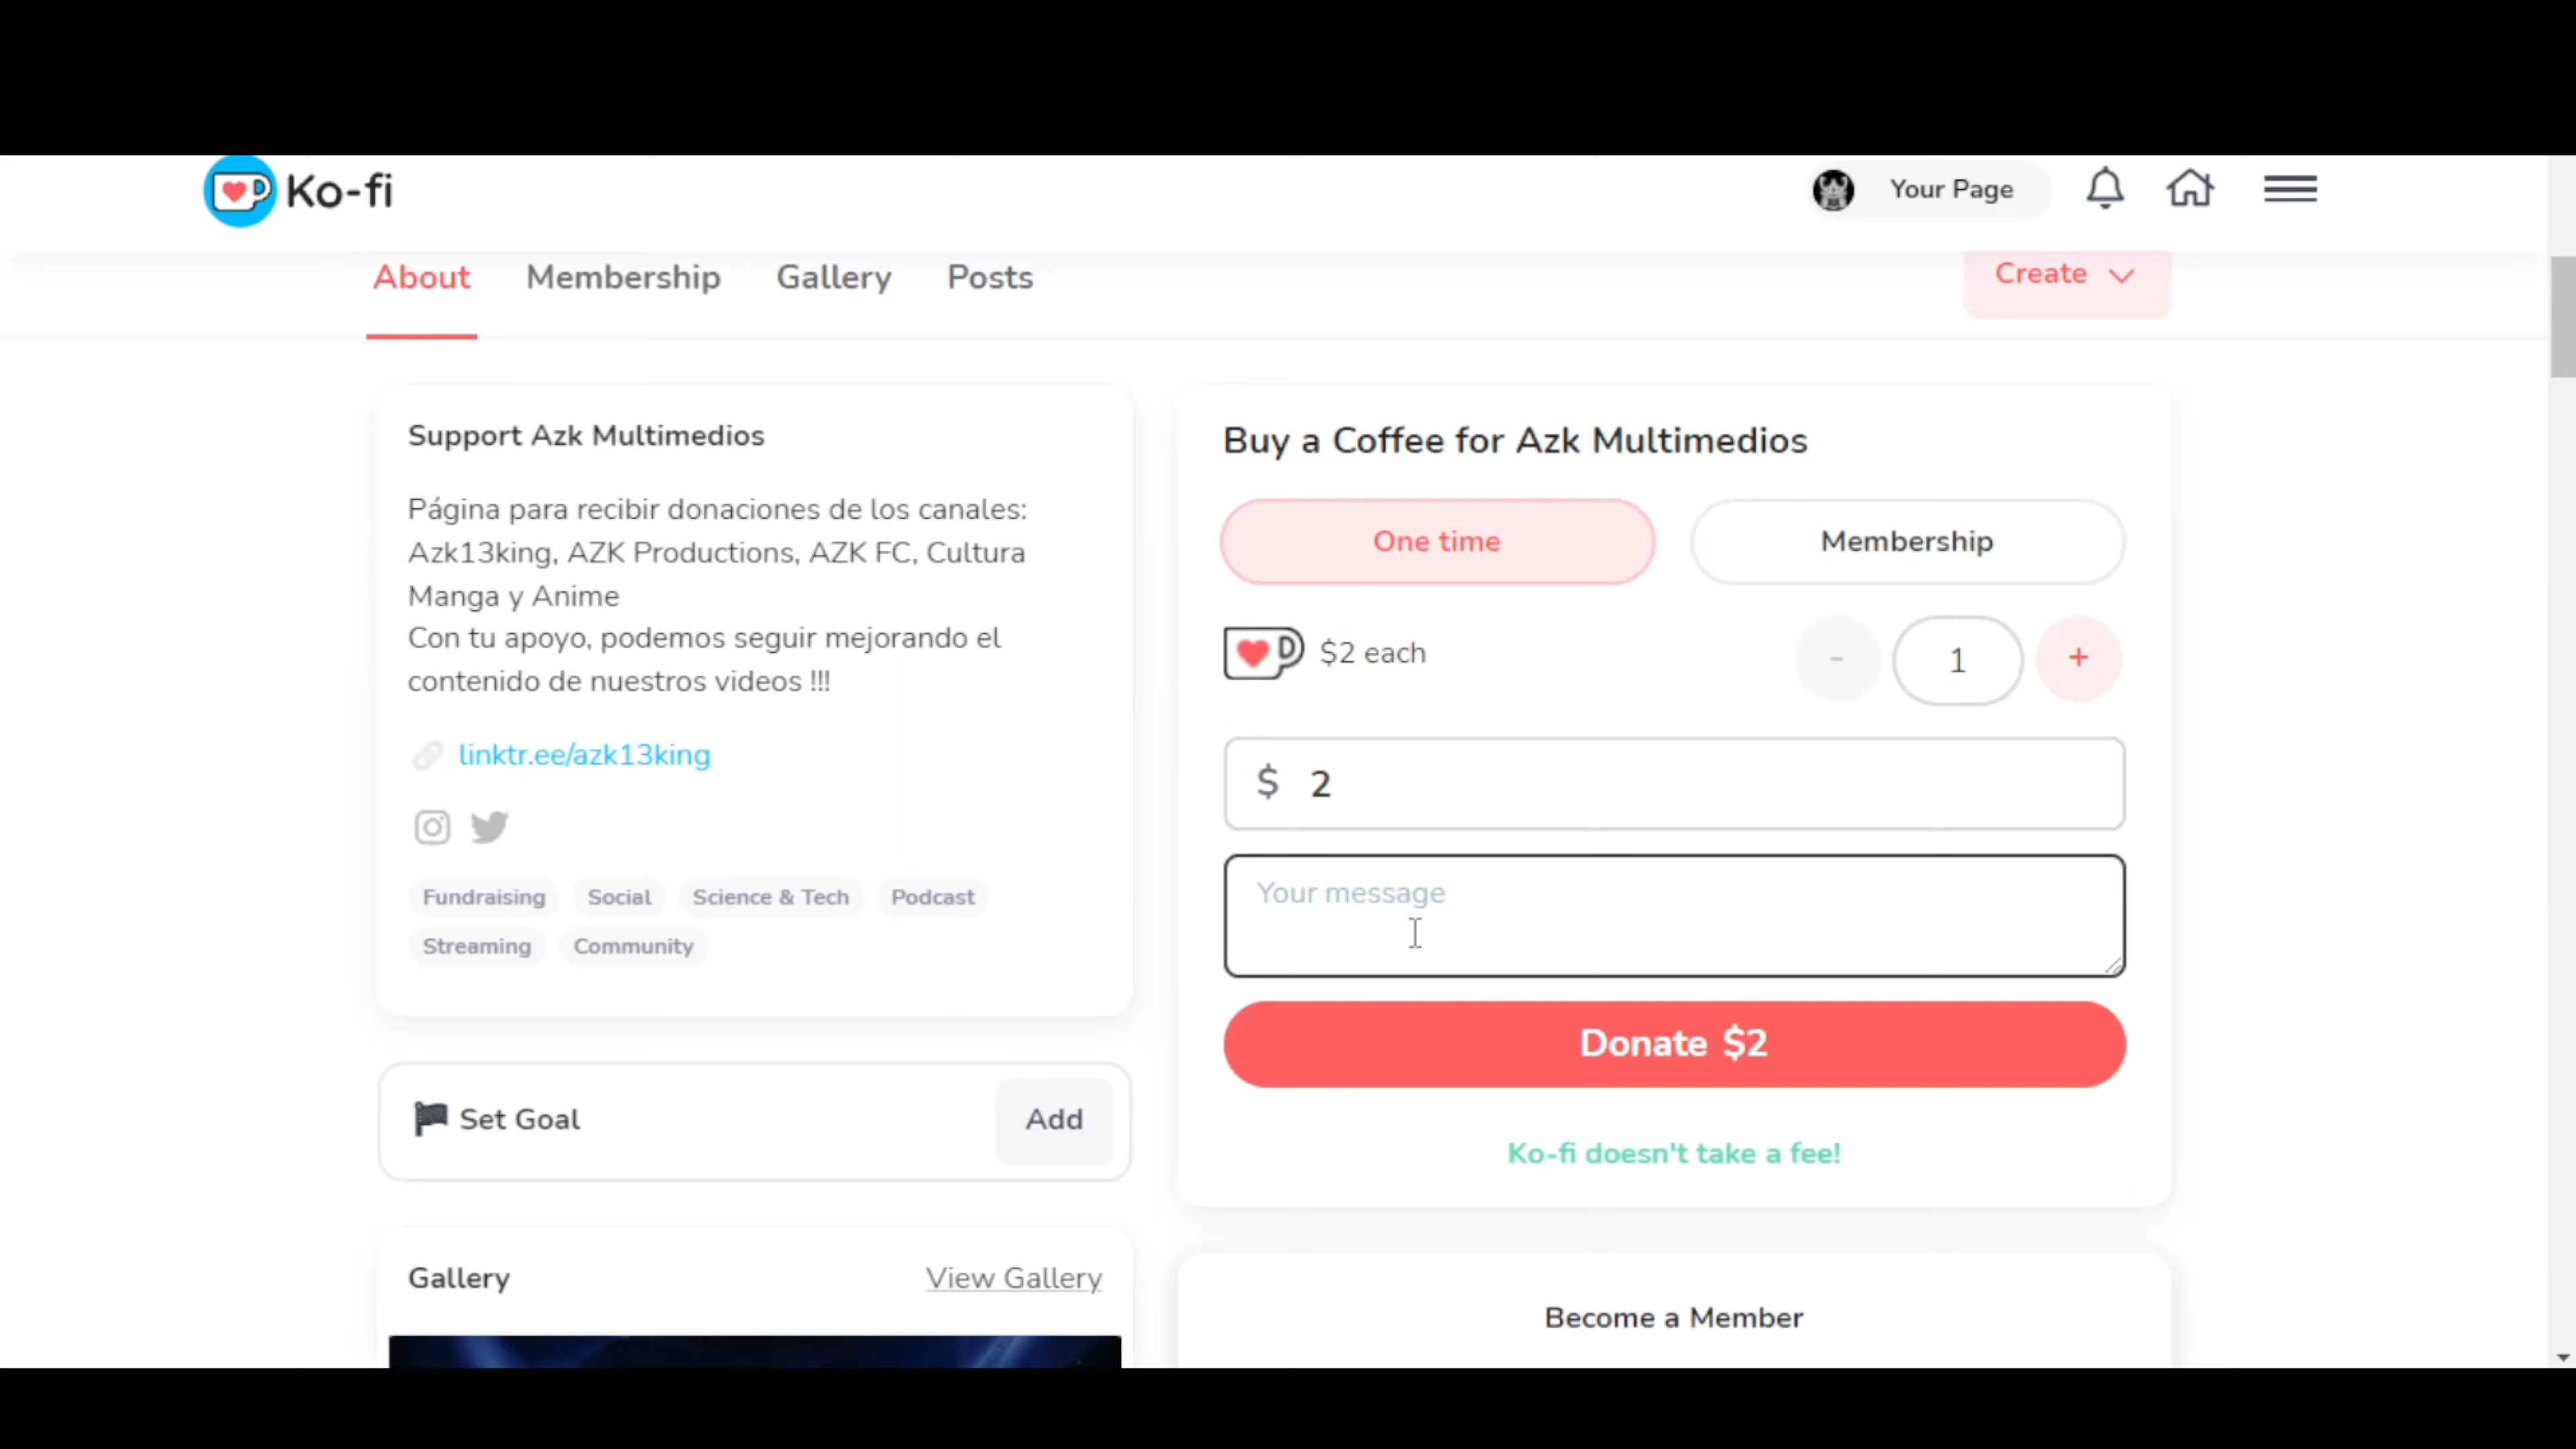 Ko-fi
Your Page
About
Membership
Gallery
Posts
Create
Support Azk Multimedios
Página para recibir donaciones de los canales:
Azk13king, AZK Productions, AZK FC, Cultura
Manga y Anime
Con tu apoyo, podemos seguir mejorando el
contenido de nuestros videos !!!
linktr.ee/azk13king
Fundraising
Social
Science & Tech
Podcast
Streaming
Community
Set Goal
Add
Gallery
View Gallery
Buy a Coffee for Azk Multimedios
One time
Membership
$2 each
-
1
+
$ 2
Your message
Donate $2
Ko-fi doesn't take a fee!
Become a Member